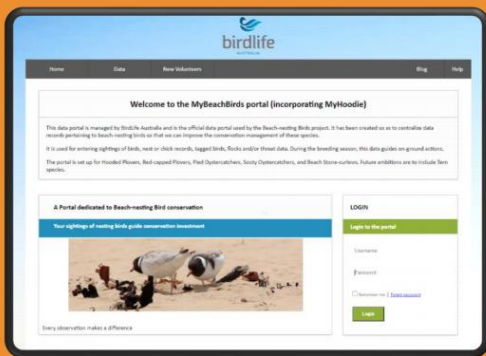 birdlife
AUSTRALIA
Home Data New Volunteers Blog Help
Welcome to the MyBeachBirds portal (incorporating MyHoodie)
This data portal is managed by BirdLife Australia and is the official data portal used by the Beach-nesting Birds project. It has been created so as to centralise data
records pertaining to beach-nesting birds so that we can improve the conservation management of these species.
It is used for entering sightings of birds, nest or chick records, tagged birds, flocks and/or threat data. During the breeding season, this data guides on-ground actions.
The portal is set up for Hooded Plovers, Red-capped Plovers, Pied Oystercatchers, Sooty Oystercatchers, and Beach Stone-curlews. Future ambitions are to include Tern
species.
A Portal dedicated to Beach-nesting Bird conservation
Your sightings of nesting birds guide conservation investment
Every observation makes a difference
LOGIN
Login to the portal
Username
Password
Remember me | Forgot password
Login